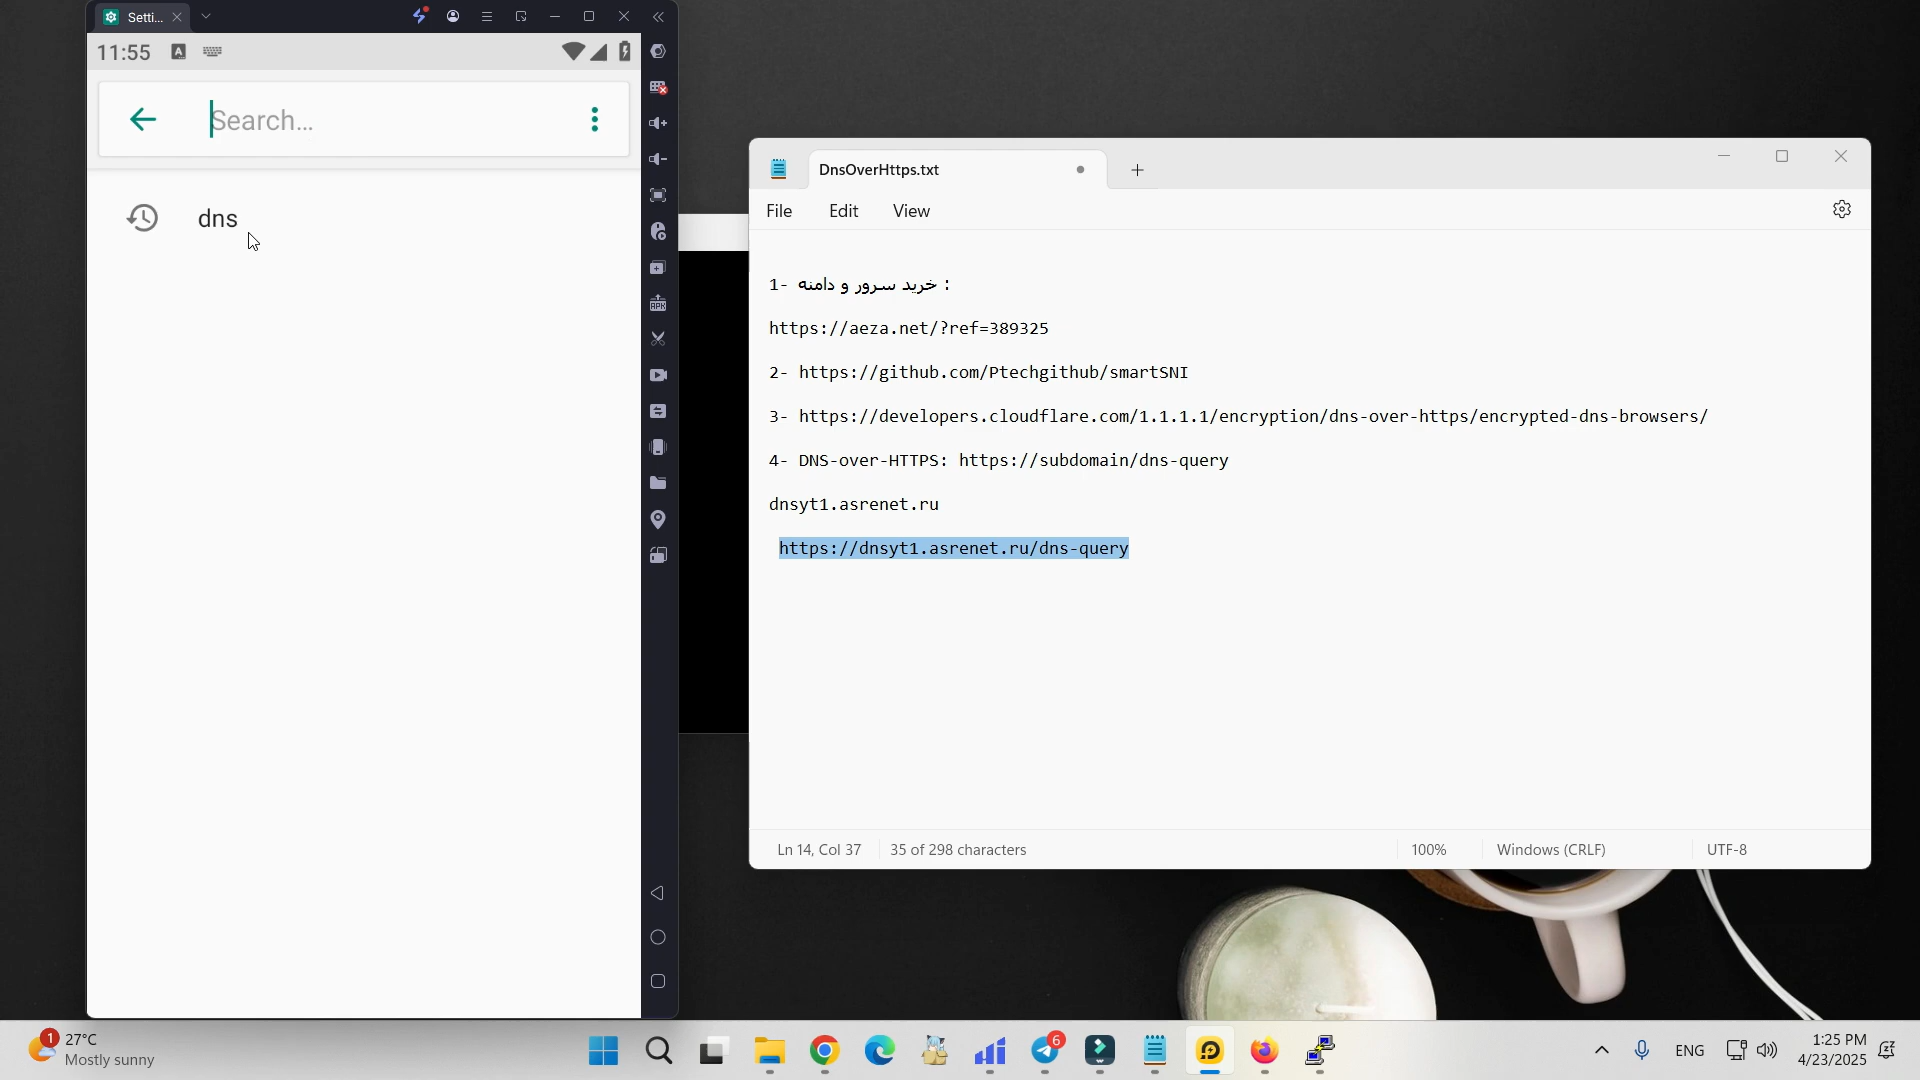 Setti...
11:55
Search...
dns
DnsOverHttps.txt
File Edit View
1- خرید سرور و دامنه :
https://aeza.net/?ref=389325
2- https://github.com/Ptechgithub/smartSNI
3- https://developers.cloudflare.com/1.1.1.1/encryption/dns-over-https/encrypted-dns-browsers/
4- DNS-over-HTTPS: https://subdomain/dns-query
dnsyt1.asrenet.ru
https://dnsyt1.asrenet.ru/dns-query
Ln 14, Col 37 35 of 298 characters 100% Windows (CRLF) UTF-8
1
27°C
Mostly sunny
6
ENG
1:25 PM
4/23/2025